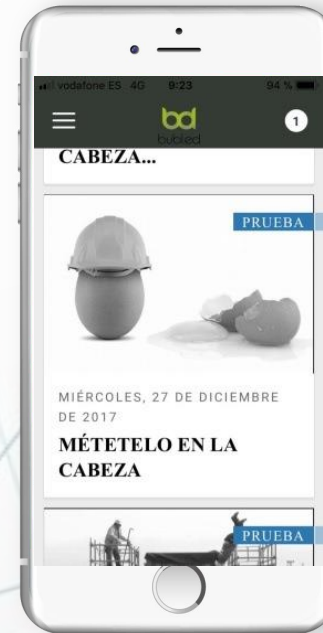 vodafone ES 4G 9:23 94 %
bd
bubled
1
CABEZA...
PRUEBA
MIÉRCOLES, 27 DE DICIEMBRE
DE 2017
MÉTETELO EN LA
CABEZA
PRUEBA